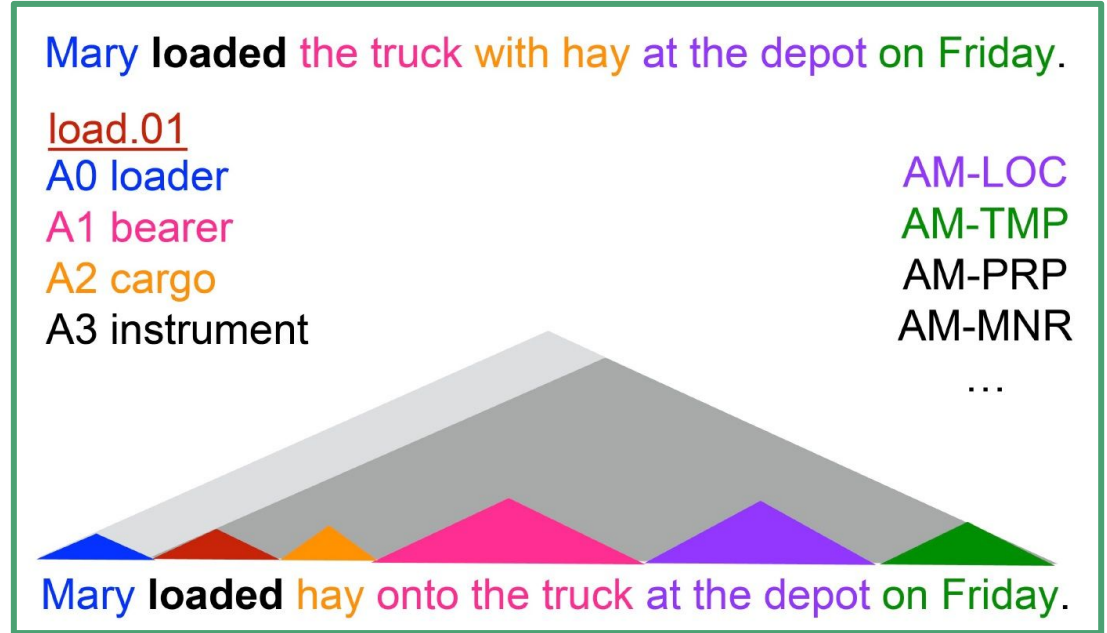 Mary loaded the truck with hay at the depot on Friday.
load.01
A0 loader
A1 bearer
A2 cargo
A3 instrument
AM-LOC
AM-TMP
AM-PRP
AM-MNR
...
Mary loaded hay onto the truck at the depot on Friday.